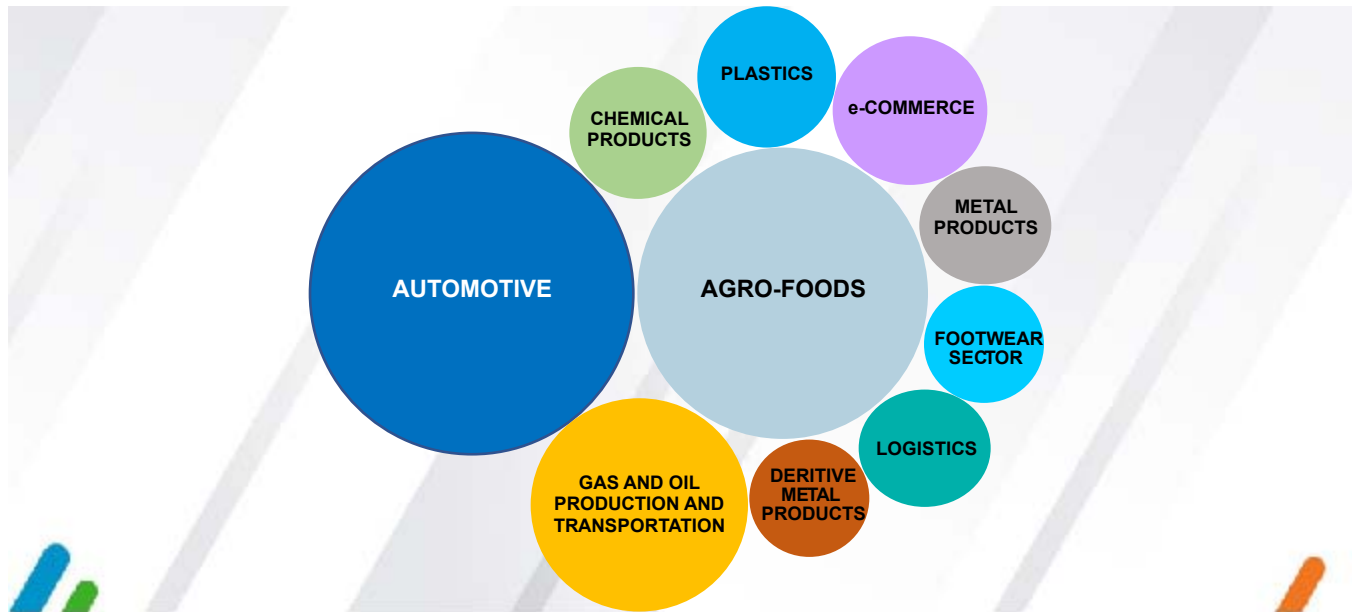 PLASTICS
e-COMMERCE
CHEMICAL
PRODUCTS
METAL
PRODUCTS
AUTOMOTIVE
AGRO-FOODS
FOOTWEAR
SECTOR
LOGISTICS
GAS AND OIL
PRODUCTION AND
TRANSPORTATION
DERITIVE
METAL
PRODUCTS